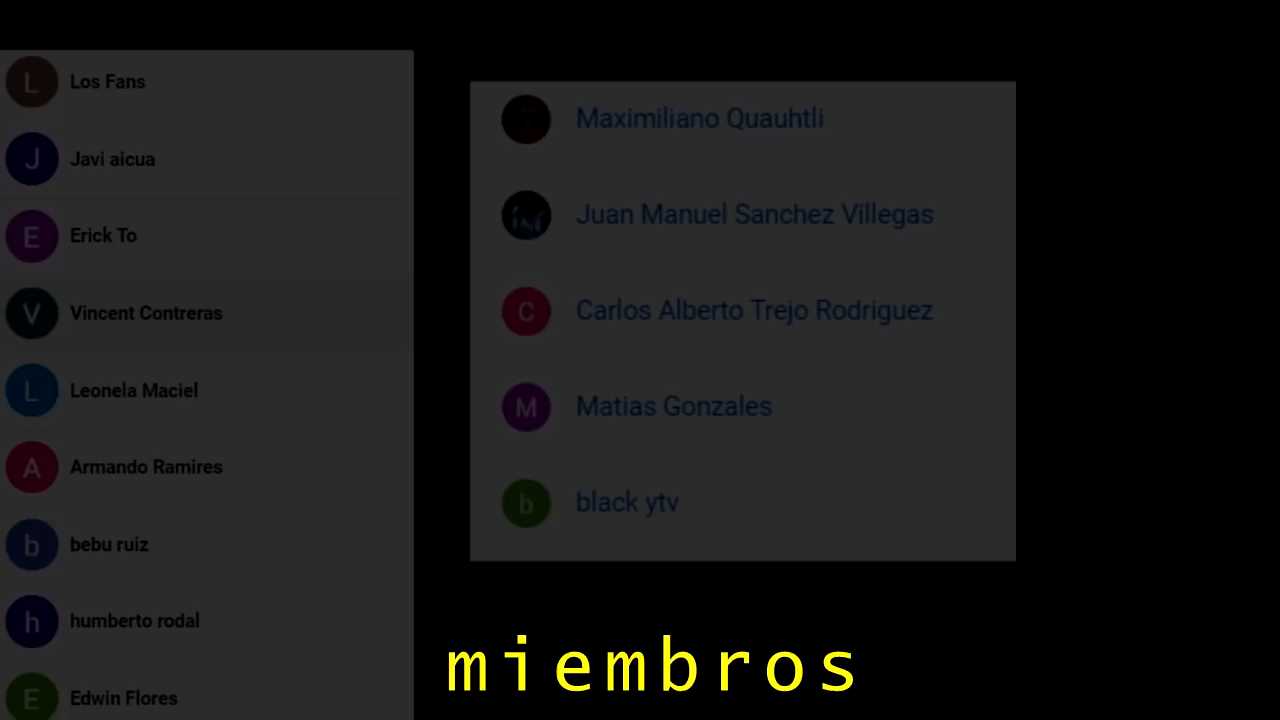 L Los Fans
J Javi aicua
E Erick To
V Vincent Contreras
L Leonela Maciel
A Armando Ramires
b bebu ruiz
h humberto rodal
E Edwin Flores
Maximiliano Quauhtli
Juan Manuel Sanchez Villegas
C Carlos Alberto Trejo Rodriguez
M Matias Gonzales
b black ytv
miembros